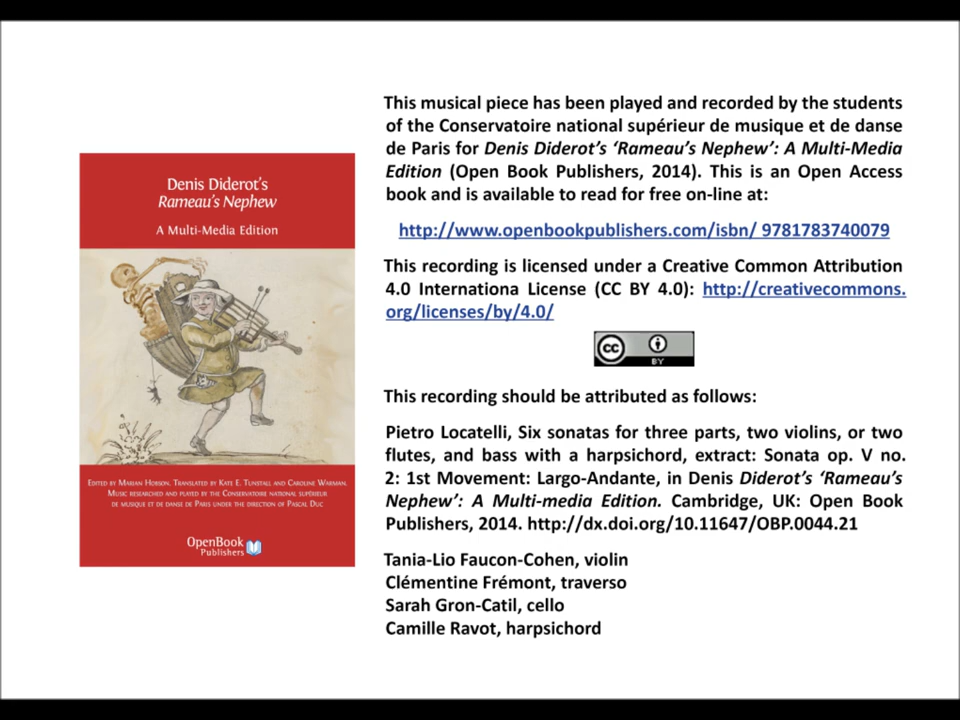 Denis Diderot's
Rameau's Nephew
A Multi-Media Edition
Edited by Marian Hobson. Translated by Kate E. Tunstall and Caroline Warman.
Music researched and played by the Conservatoire national supérieur
de musique et de danse de Paris under the direction of Pascal Duc
OpenBook
Publishers
This musical piece has been played and recorded by the students
of the Conservatoire national supérieur de musique et de danse
de Paris for Denis Diderot's ‘Rameau's Nephew’: A Multi-Media
Edition (Open Book Publishers, 2014). This is an Open Access
book and is available to read for free on-line at:
http://www.openbookpublishers.com/isbn/ 9781783740079
This recording is licensed under a Creative Common Attribution
4.0 Internationa License (CC BY 4.0): http://creativecommons.
org/licenses/by/4.0/
cc
BY
This recording should be attributed as follows:
Pietro Locatelli, Six sonatas for three parts, two violins, or two
flutes, and bass with a harpsichord, extract: Sonata op. V no.
2: 1st Movement: Largo-Andante, in Denis Diderot's ‘Rameau's
Nephew’: A Multi-media Edition. Cambridge, UK: Open Book
Publishers, 2014. http://dx.doi.org/10.11647/OBP.0044.21
Tania-Lio Faucon-Cohen, violin
Clémentine Frémont, traverso
Sarah Gron-Catil, cello
Camille Ravot, harpsichord